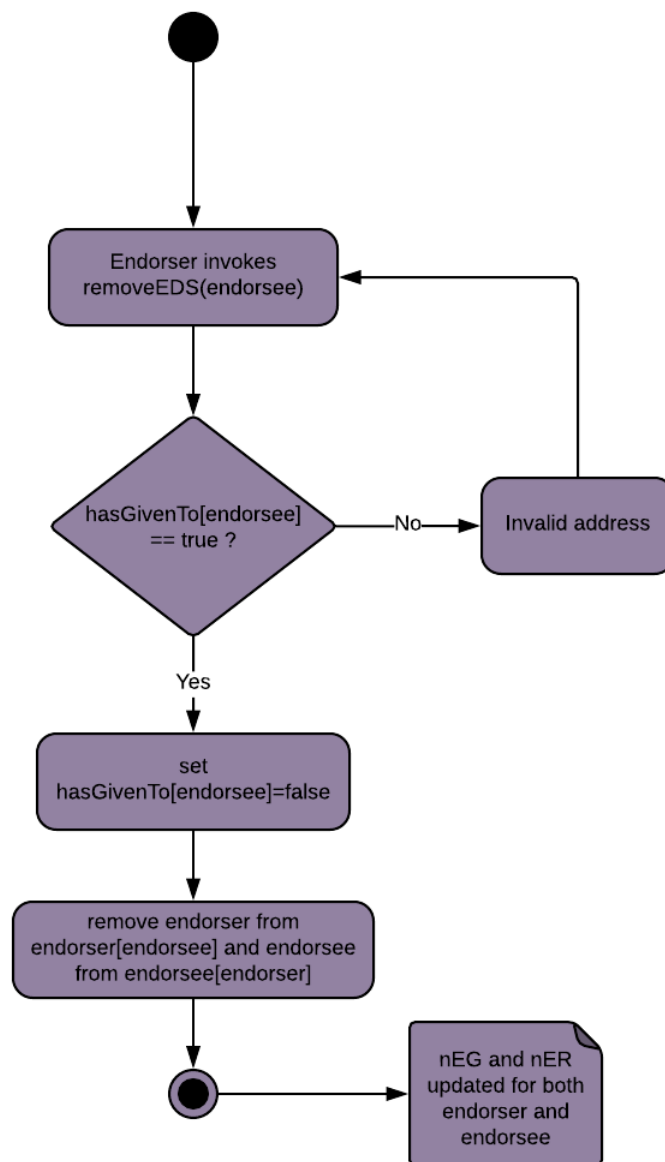 Endorser invokes
removeEDS(endorsee)
hasGivenTo[endorsee]
== true ?
No
Invalid address
Yes
set
hasGivenTo[endorsee]=false
remove endorser from
endorser[endorsee] and endorsee
from endorsee[endorser]
nEG and nER
updated for both
endorser and
endorsee